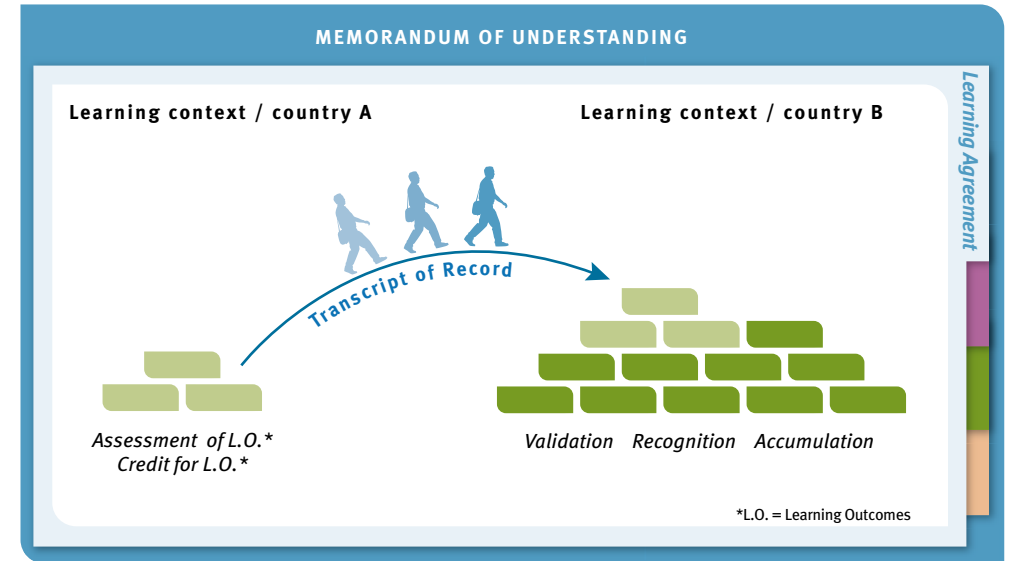 MEMORANDUM OF UNDERSTANDING
Learning Agreement
Learning context / country A
Learning context / country B
Transcript of Record
Assessment of L.O.*
Credit for L.O.*
Validation Recognition Accumulation
*L.O. = Learning Outcomes